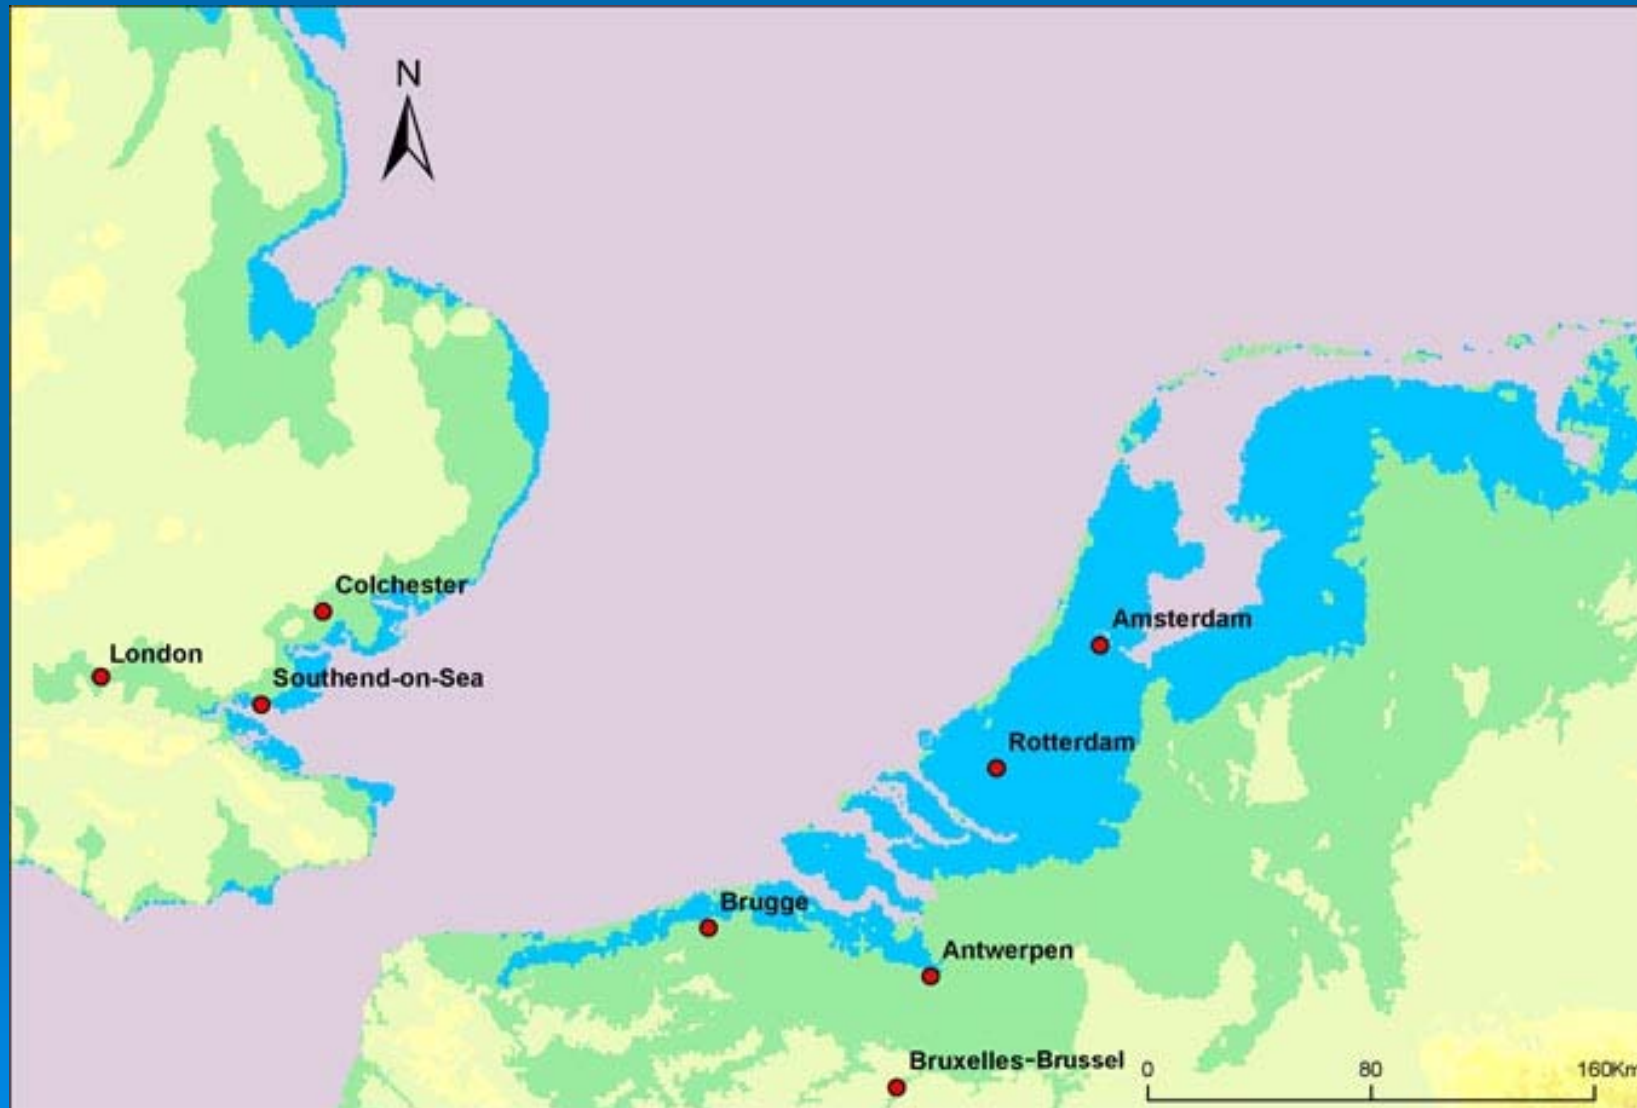 N
Colchester
London
Southend-on-Sea
Amsterdam
Rotterdam
Brugge
Antwerpen
Bruxelles-Brussel
0 80 160Km